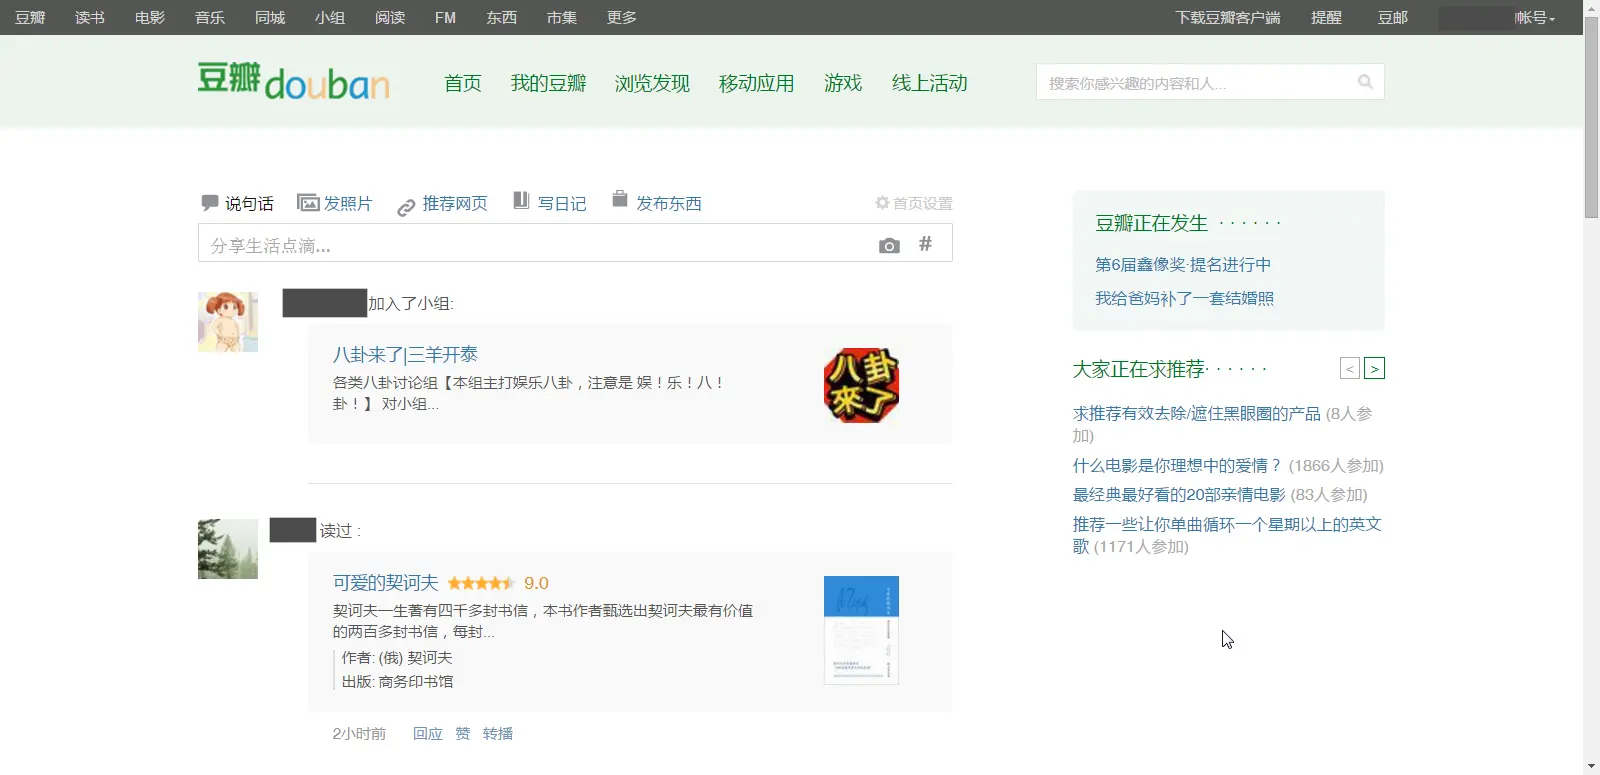 豆瓣 读书 电影 音乐 同城 小组 阅读 FM 东西 市集 更多 下载豆瓣客户端 提醒 豆邮 帐号
豆瓣douban 首页 我的豆瓣 浏览发现 移动应用 游戏 线上活动 搜索你感兴趣的内容和人...
说句话 发照片 推荐网页 写日记 发布东西 首页设置
分享生活点滴... #
加入了小组:
八卦来了|三羊开泰
各类八卦讨论组【本组主打娱乐八卦，注意是 娱！乐！八！
卦！】 对小组...
八卦
來了
读过 :
可爱的契诃夫 9.0
契诃夫一生著有四千多封书信，本书作者甄选出契诃夫最有价值
的两百多封书信，每封...
作者: (俄) 契诃夫
出版: 商务印书馆
2小时前 回应 赞 转播
豆瓣正在发生 · · · · · ·
第6届鑫像奖·提名进行中
我给爸妈补了一套结婚照
大家正在求推荐· · · · · · < >
求推荐有效去除/遮住黑眼圈的产品 (8人参
加)
什么电影是你理想中的爱情？ (1866人参加)
最经典最好看的20部亲情电影 (83人参加)
推荐一些让你单曲循环一个星期以上的英文
歌 (1171人参加)